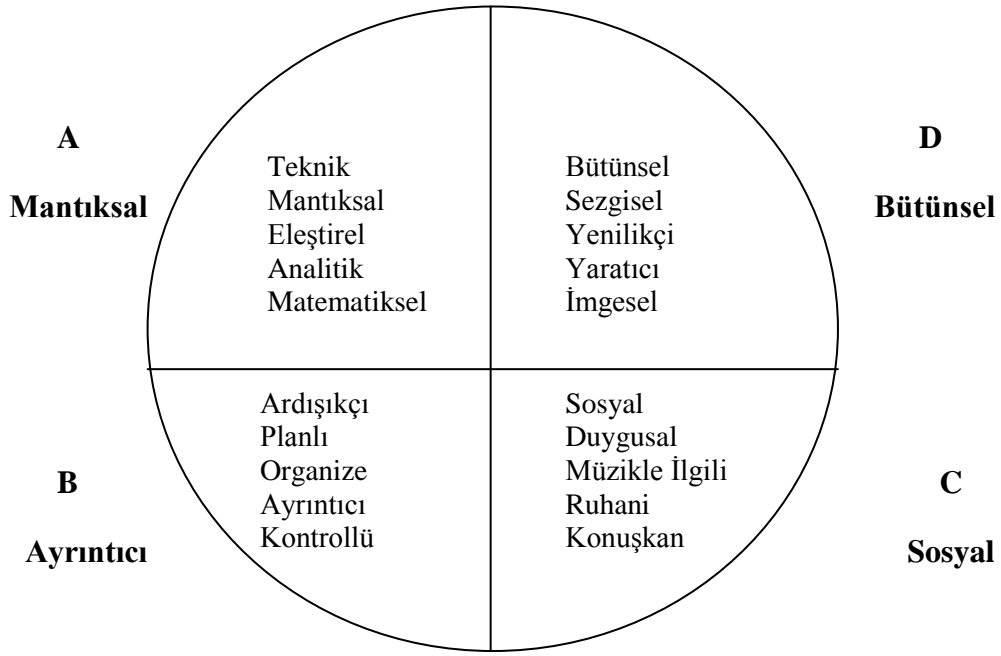 A
Mantıksal
Teknik
Mantıksal
Eleştirel
Analitik
Matematiksel
Bütünsel
Sezgisel
Yenilikçi
Yaratıcı
İmgesel
D
Bütünsel
B
Ayrıntıcı
Ardışıkçı
Planlı
Organize
Ayrıntıcı
Kontrollü
Sosyal
Duygusal
Müzikle İlgili
Ruhani
Konuşkan
C
Sosyal